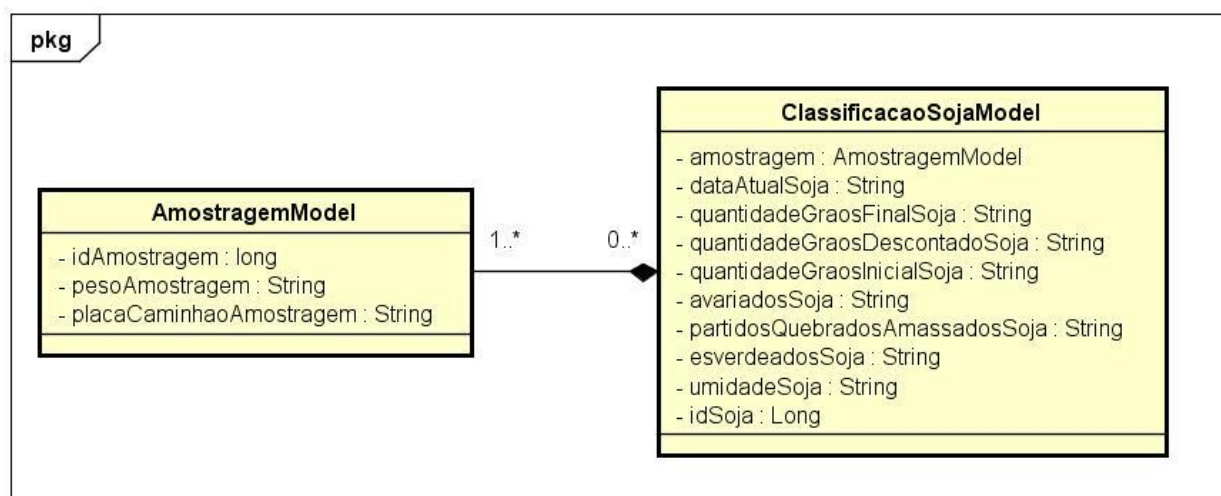 pkg
AmostragemModel
- idAmostragem : long
- pesoAmostragem : String
- placaCaminhaoAmostragem : String
1..*
0..*
ClassificacaoSojaModel
- amostragem : AmostragemModel
- dataAtualSoja : String
- quantidadeGraosFinalSoja : String
- quantidadeGraosDescontadoSoja : String
- quantidadeGraosInicialSoja : String
- avariadosSoja : String
- partidosQuebradosAmassadosSoja : String
- esverdeadosSoja : String
- umidadeSoja : String
- idSoja : Long